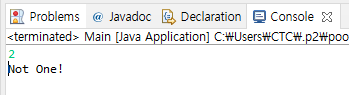 Problems @ Javadoc Declaration Console
<terminated> Main [Java Application] C:₩Users₩CTC₩.p2₩poo
2
Not One!